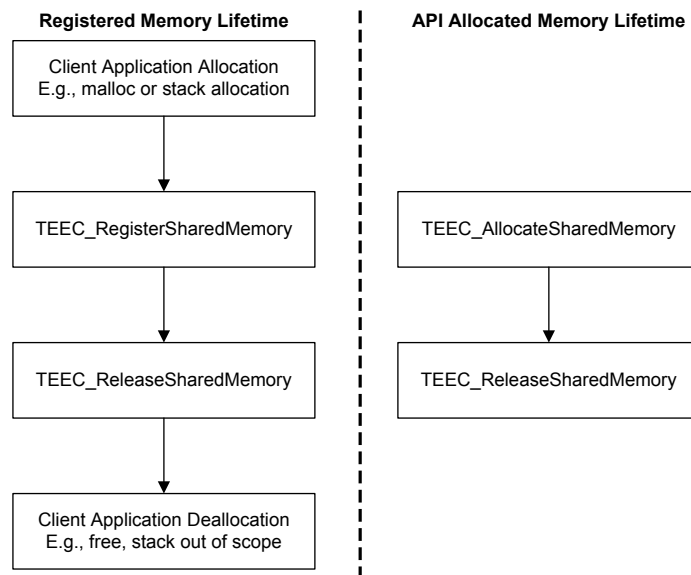 Registered Memory Lifetime
API Allocated Memory Lifetime
Client Application Allocation
E.g., malloc or stack allocation
TEEC_RegisterSharedMemory
TEEC_AllocateSharedMemory
TEEC_ReleaseSharedMemory
TEEC_ReleaseSharedMemory
Client Application Deallocation
E.g., free, stack out of scope